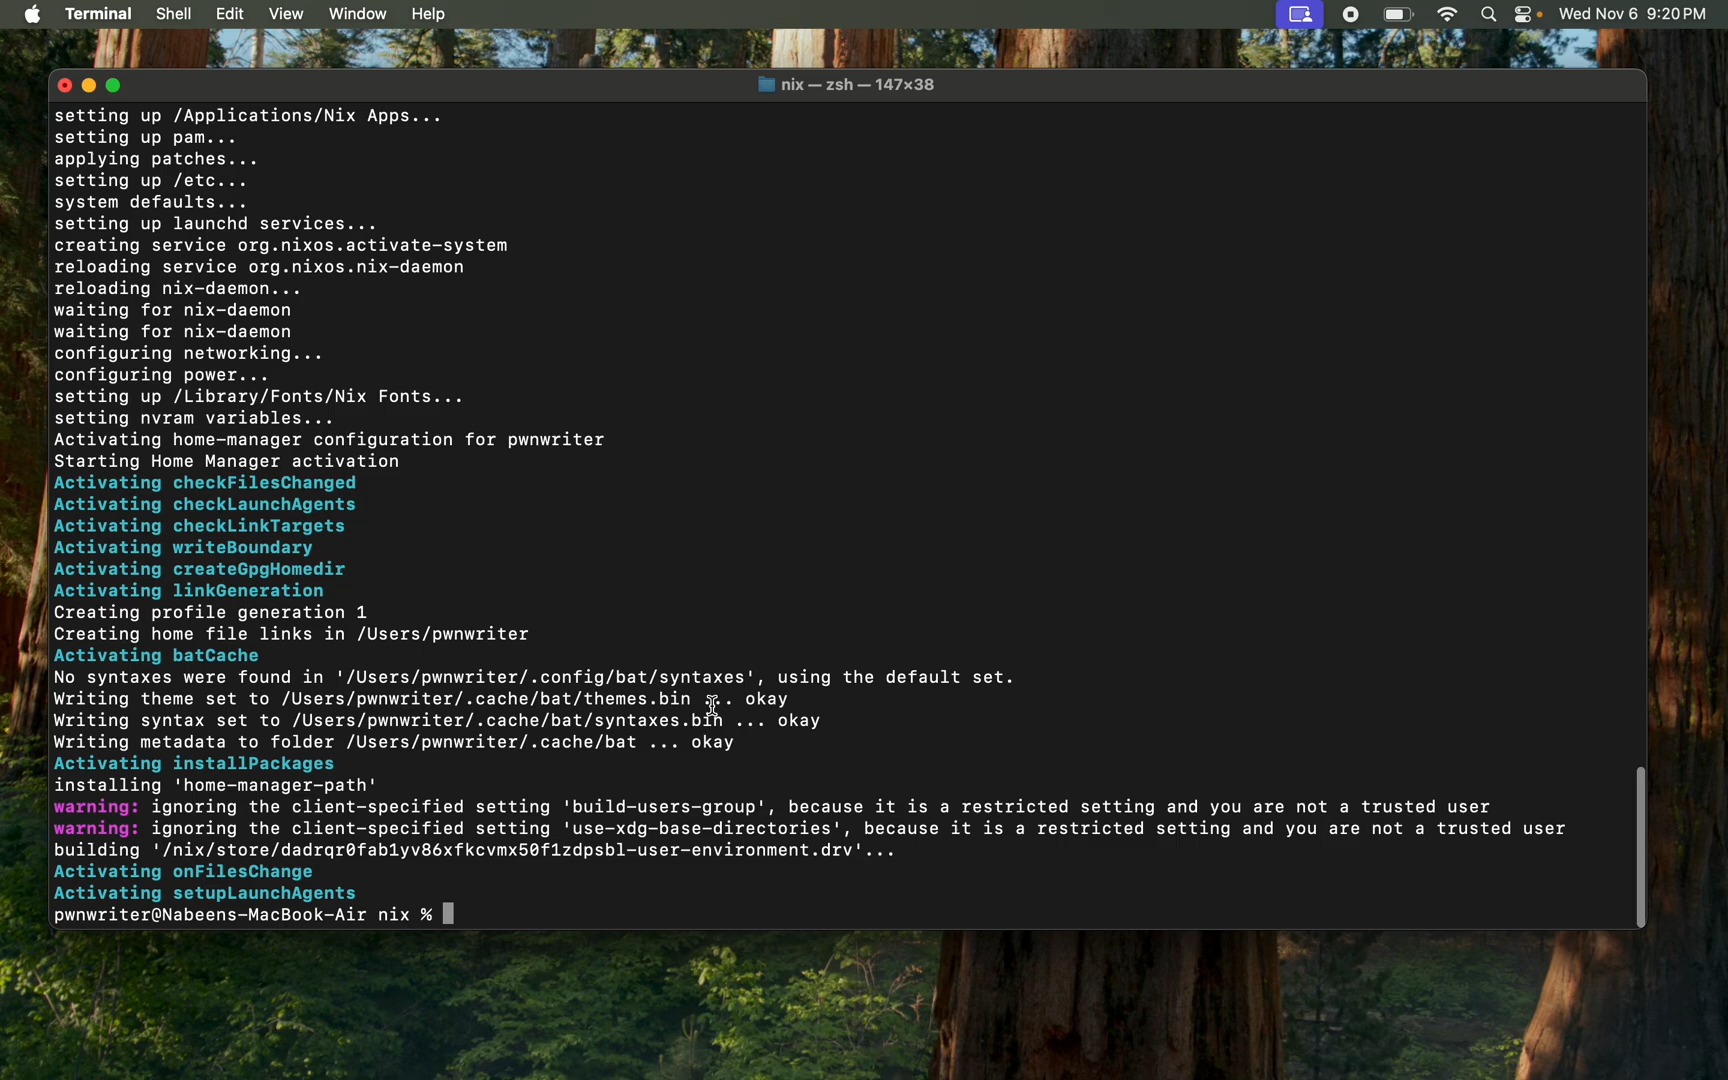 Terminal Shell Edit View Window Help Wed Nov 6 9:20 PM
nix — zsh — 147×38
setting up /Applications/Nix Apps...
setting up pam...
applying patches...
setting up /etc...
system defaults...
setting up launchd services...
creating service org.nixos.activate-system
reloading service org.nixos.nix-daemon
reloading nix-daemon...
waiting for nix-daemon
waiting for nix-daemon
configuring networking...
configuring power...
setting up /Library/Fonts/Nix Fonts...
setting nvram variables...
Activating home-manager configuration for pwnwriter
Starting Home Manager activation
Activating checkFilesChanged
Activating checkLaunchAgents
Activating checkLinkTargets
Activating writeBoundary
Activating createGpgHomedir
Activating linkGeneration
Creating profile generation 1
Creating home file links in /Users/pwnwriter
Activating batCache
No syntaxes were found in '/Users/pwnwriter/.config/bat/syntaxes', using the default set.
Writing theme set to /Users/pwnwriter/.cache/bat/themes.bin ... okay
Writing syntax set to /Users/pwnwriter/.cache/bat/syntaxes.bin ... okay
Writing metadata to folder /Users/pwnwriter/.cache/bat ... okay
Activating installPackages
installing 'home-manager-path'
warning: ignoring the client-specified setting 'build-users-group', because it is a restricted setting and you are not a trusted user
warning: ignoring the client-specified setting 'use-xdg-base-directories', because it is a restricted setting and you are not a trusted user
building '/nix/store/dadrqr0fab1yv86xfkcvmx50f1zdpsbl-user-environment.drv'...
Activating onFilesChange
Activating setupLaunchAgents
pwnwriter@Nabeens-MacBook-Air nix %